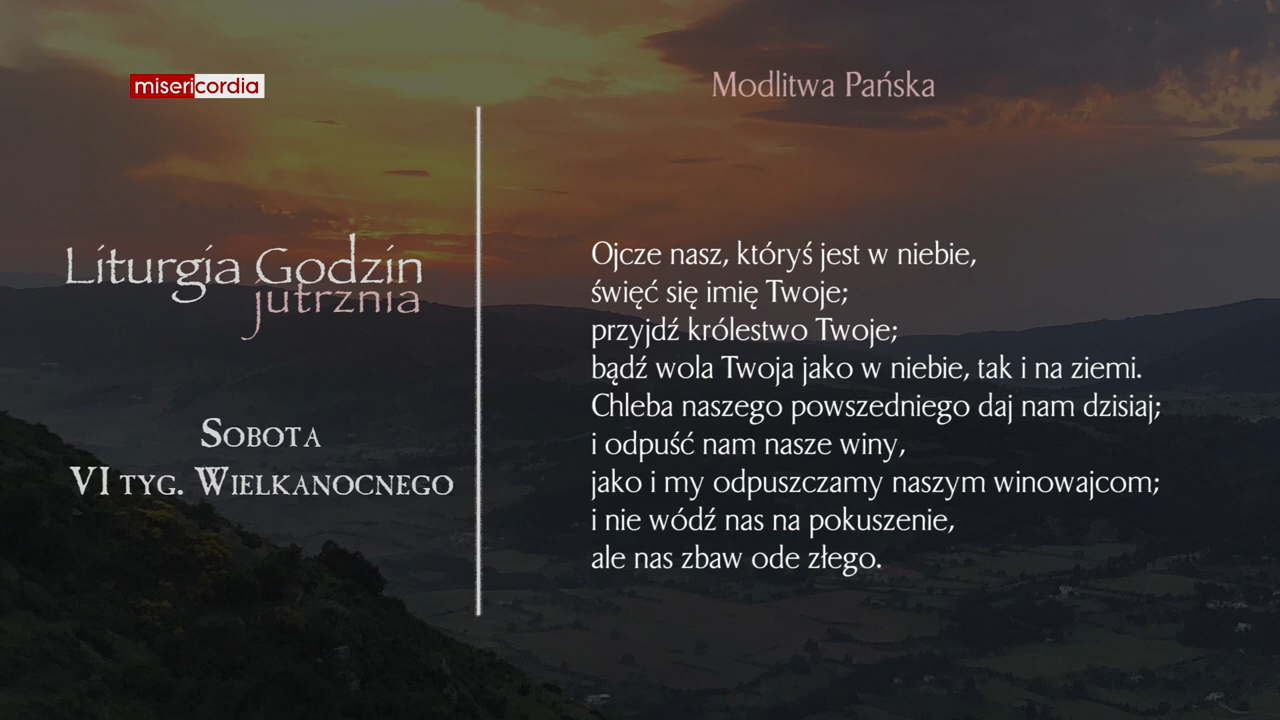 misericordia
Liturgia Godzin
jutrznia
Sobota
VI tyg. Wielkanocnego
Modlitwa Pańska
Ojcze nasz, któryś jest w niebie,
święć się imię Twoje;
przyjdź królestwo Twoje;
bądź wola Twoja jako w niebie, tak i na ziemi.
Chleba naszego powszedniego daj nam dzisiaj;
i odpuść nam nasze winy,
jako i my odpuszczamy naszym winowajcom;
i nie wódź nas na pokuszenie,
ale nas zbaw ode złego.